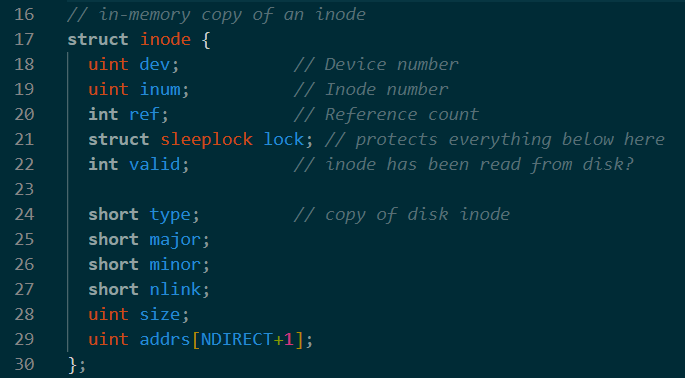 16 // in-memory copy of an inode
17 struct inode {
18   uint dev;           // Device number
19   uint inum;          // Inode number
20   int ref;            // Reference count
21   struct sleeplock lock; // protects everything below here
22   int valid;          // inode has been read from disk?
23
24   short type;         // copy of disk inode
25   short major;
26   short minor;
27   short nlink;
28   uint size;
29   uint addrs[NDIRECT+1];
30 };